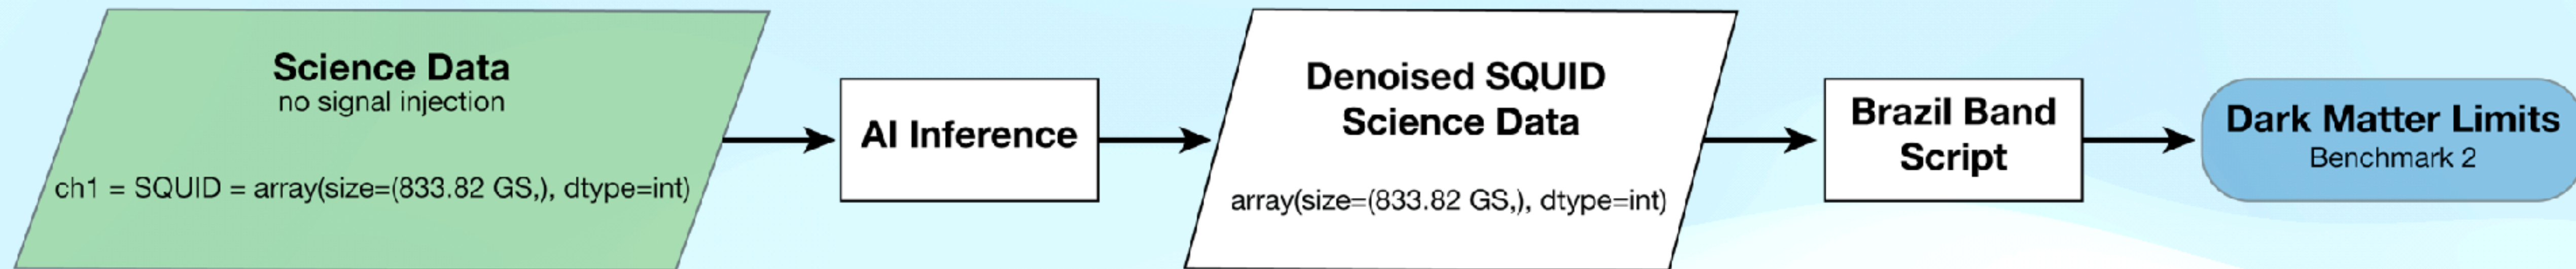 Science Data
no signal injection
ch1 = SQUID = array(size=(833.82 GS,), dtype=int)
AI Inference
Denoised SQUID
Science Data
array(size=(833.82 GS,), dtype=int)
Brazil Band
Script
Dark Matter Limits
Benchmark 2